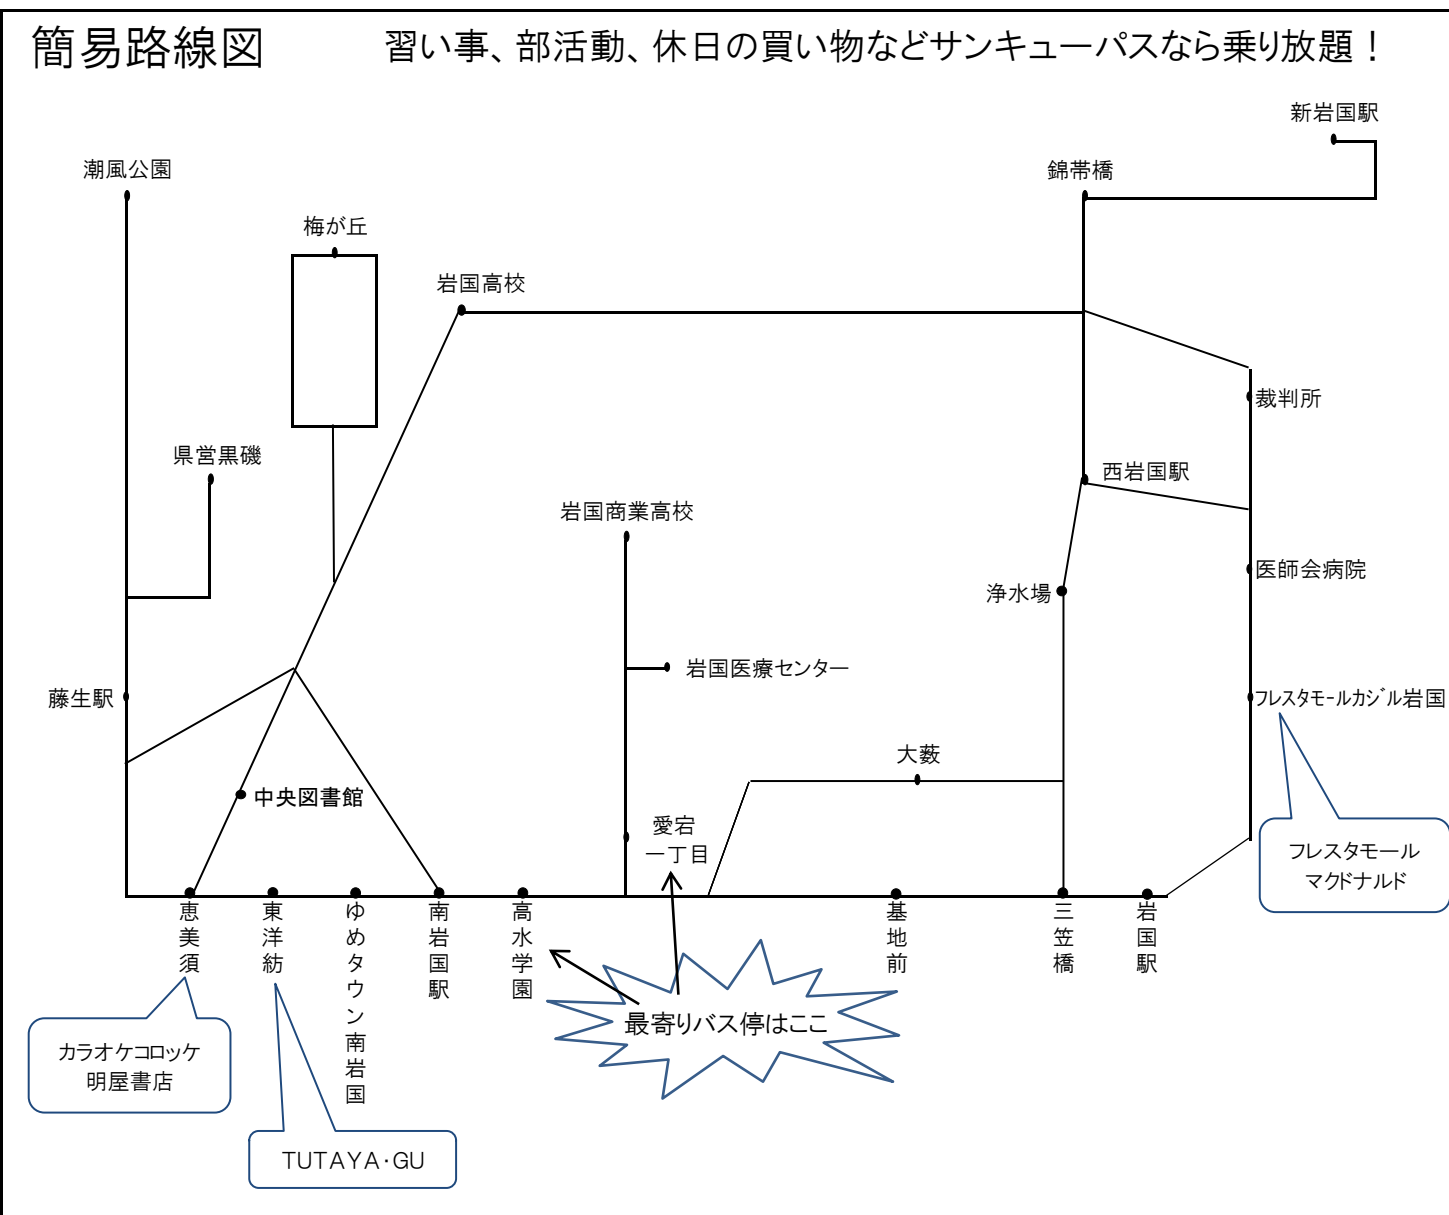 簡易路線図
習い事、部活動、休日の買い物などサンキューパスなら乗り放題！
新岩国駅
潮風公園
錦帯橋
梅が丘
岩国高校
裁判所
県営黒磯
西岩国駅
岩国商業高校
医師会病院
浄水場
岩国医療センター
藤生駅
フレスタモールカジル岩国
大薮
中央図書館
愛宕
一丁目
フレスタモール
マクドナルド
恵美須
東洋紡
ゆめタウン南岩国
南岩国駅
高水学園
基地前
三笠橋
岩国駅
最寄りバス停はここ
カラオケコロッケ
明屋書店
TUTAYA・GU